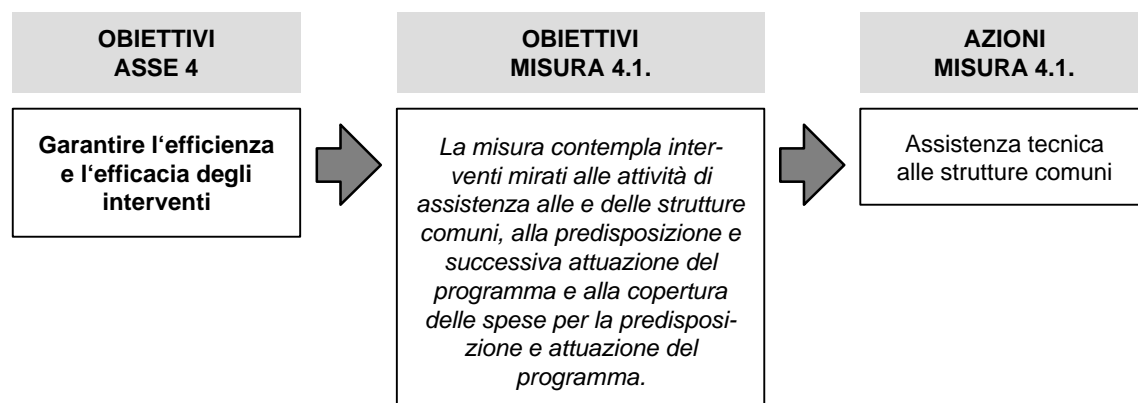 OBIETTIVI
ASSE 4
Garantire l‘efficienza
e l‘efficacia degli
interventi
OBIETTIVI
MISURA 4.1.
La misura contempla inter-
venti mirati alle attività di
assistenza alle e delle strutture
comuni, alla predisposizione e
successiva attuazione del
programma e alla copertura
delle spese per la predisposi-
zione e attuazione del
programma.
AZIONI
MISURA 4.1.
Assistenza tecnica
alle strutture comuni